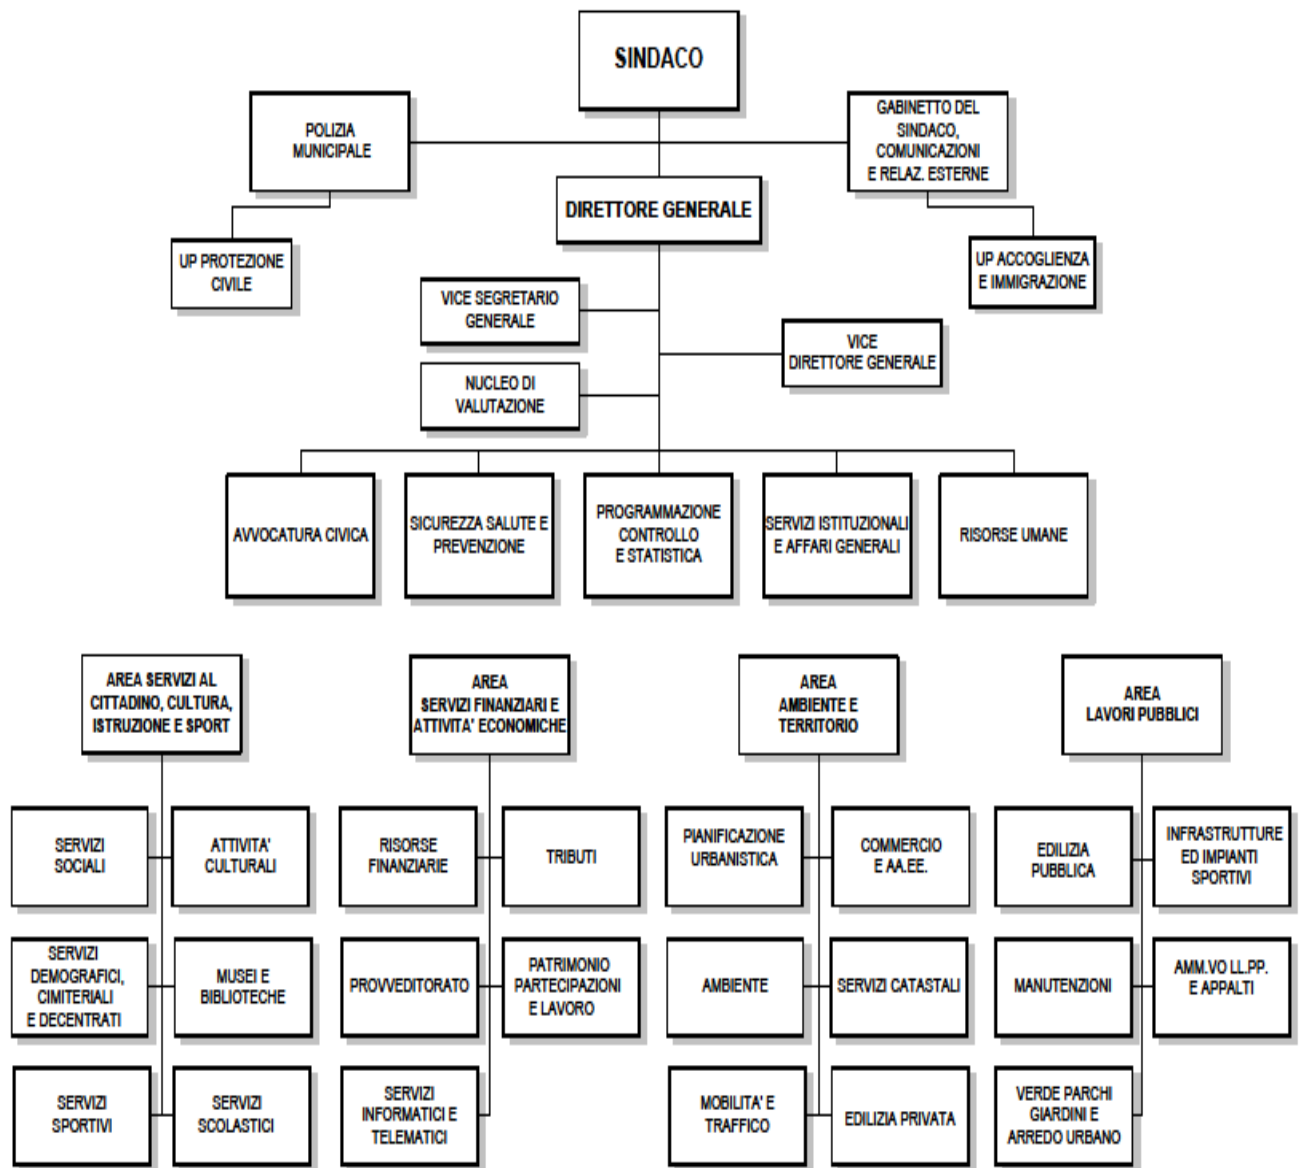 SINDACO
POLIZIA
MUNICIPALE
GABINETTO DEL
SINDACO,
COMUNICAZIONI
E RELAZ. ESTERNE
DIRETTORE GENERALE
UP PROTEZIONE
CIVILE
UP ACCOGLIENZA
E IMMIGRAZIONE
VICE SEGRETARIO
GENERALE
VICE
DIRETTORE GENERALE
NUCLEO DI
VALUTAZIONE
AVVOCATURA CIVICA
SICUREZZA SALUTE E
PREVENZIONE
PROGRAMMAZIONE
CONTROLLO
E STATISTICA
SERVIZI ISTITUZIONALI
E AFFARI GENERALI
RISORSE UMANE
AREA SERVIZI AL
CITTADINO, CULTURA,
ISTRUZIONE E SPORT
AREA
SERVIZI FINANZIARI E
ATTIVITA' ECONOMICHE
AREA
AMBIENTE E
TERRITORIO
AREA
LAVORI PUBBLICI
SERVIZI
SOCIALI
ATTIVITA'
CULTURALI
RISORSE
FINANZIARIE
TRIBUTI
PIANIFICAZIONE
URBANISTICA
COMMERCIO
E AA.EE.
EDILIZIA
PUBBLICA
INFRASTRUTTURE
ED IMPIANTI
SPORTIVI
SERVIZI
DEMOGRAFICI,
CIMITERIALI
E DECENTRATI
MUSEI E
BIBLIOTECHE
PROVVEDITORATO
PATRIMONIO
PARTECIPAZIONI
E LAVORO
AMBIENTE
SERVIZI CATASTALI
MANUTENZIONI
AMM.VO LL.PP.
E APPALTI
SERVIZI
SPORTIVI
SERVIZI
SCOLASTICI
SERVIZI
INFORMATICI E
TELEMATICI
MOBILITA' E
TRAFFICO
EDILIZIA PRIVATA
VERDE PARCHI
GIARDINI E
ARREDO URBANO